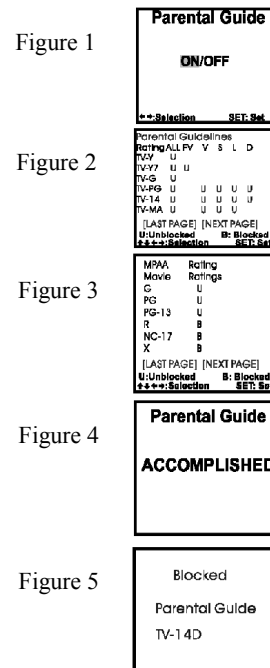 Figure 1
Parental Guide
ON/OFF
←→:Selection SET: Set
Figure 2
Parental Guidelines
Rating ALL FV V S L D
TV-Y U
TV-Y7 U U
TV-G U
TV-PG U U U U U
TV-14 U U U U U
TV-MA U U U U
[LAST PAGE] [NEXT PAGE]
U:Unblocked B: Blocked
:Selection SET: Set
Figure 3
MPAA Rating
Movie Ratings
G U
PG U
PG-13 U
R B
NC-17 B
X B
[LAST PAGE] [NEXT PAGE]
U:Unblocked B: Blocked
:Selection SET: Set
Figure 4
Parental Guide
ACCOMPLISHED
Figure 5
Blocked
Parental Guide
TV-14D